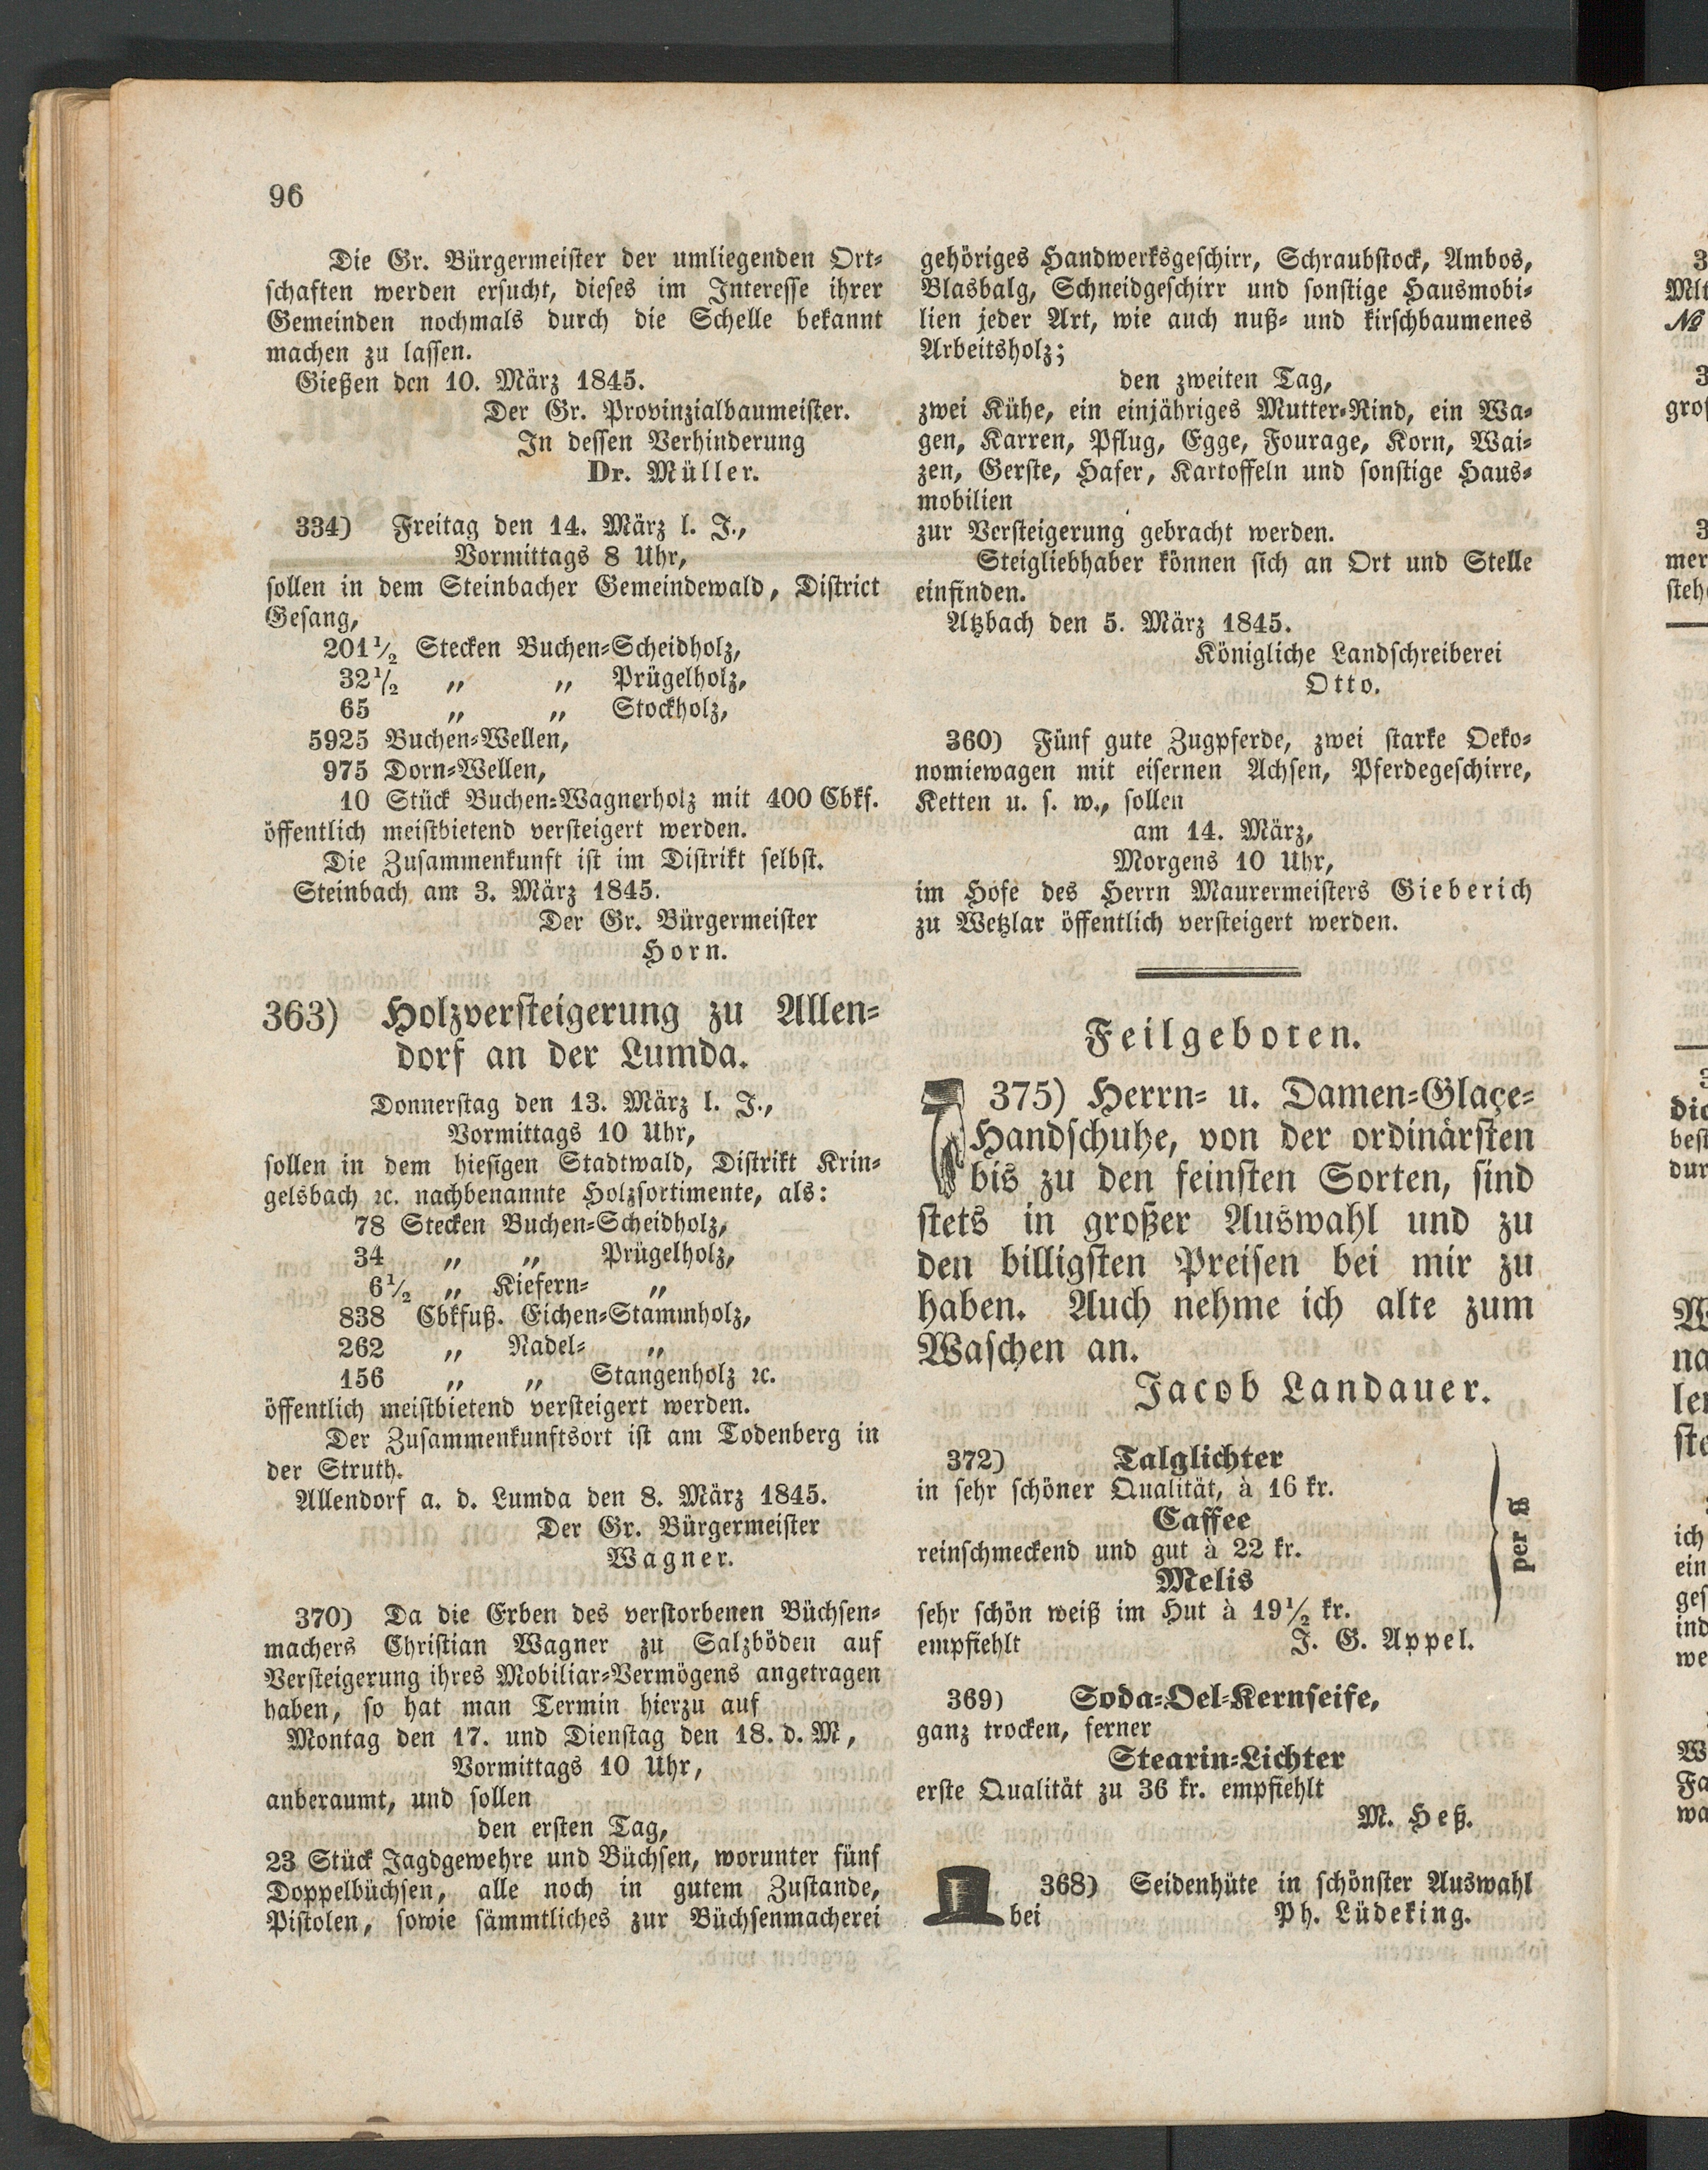 96
Die Gr. Bürgermeister der umliegenden Ort-
schaften werden ersucht, dieses im Interesse ihrer
Gemeinden nochmals durch die Schelle bekannt
machen zu lassen.
Gießen den 10. März 1845.
Der Gr. Provinzialbaumeister.
In dessen Verhinderung
Dr. Müller.
334) Freitag den 14. März l. J.,
Vormittags 8 Uhr,
sollen in dem Steinbacher Gemeindewald, District
Gesang,
201½ Stecken Buchen-Scheidholz,
32½ „ „ Prügelholz,
65 „ „ Stockholz,
5925 Buchen-Wellen,
975 Dorn-Wellen,
10 Stück Buchen-Wagnerholz mit 400 Cbkf.
öffentlich meistbietend versteigert werden.
Die Zusammenkunft ist im Distrikt selbst.
Steinbach am 3. März 1845.
Der Gr. Bürgermeister
Horn.
363) Holzversteigerung zu Allen-
dorf an der Lumda.
Donnerstag den 13. März l. J.,
Vormittags 10 Uhr,
sollen in dem hiesigen Stadtwald, Distrikt Krin-
gelsbach ꝛc. nachbenannte Holzsortimente, als:
78 Stecken Buchen-Scheidholz,
34 „ „ Prügelholz,
6½ „ Kiefern- „
838 Cbkfuß. Eichen-Stammholz,
262 „ Nadel- „
156 „ „ Stangenholz ꝛc.
öffentlich meistbietend versteigert werden.
Der Zusammenkunftsort ist am Todenberg in
der Struth.
Allendorf a. d. Lumda den 8. März 1845.
Der Gr. Bürgermeister
Wagner.
370) Da die Erben des verstorbenen Büchsen-
machers Christian Wagner zu Salzböden auf
Versteigerung ihres Mobiliar-Vermögens angetragen
haben, so hat man Termin hierzu auf
Montag den 17. und Dienstag den 18. d. M,
Vormittags 10 Uhr,
anberaumt, und sollen
den ersten Tag,
23 Stück Jagdgewehre und Büchsen, worunter fünf
Doppelbüchsen, alle noch in gutem Zustande,
Pistolen, sowie sämmtliches zur Büchsenmacherei
gehöriges Handwerksgeschirr, Schraubstock, Ambos,
Blasbalg, Schneidgeschirr und sonstige Hausmobi-
lien jeder Art, wie auch nuß- und kirschbaumenes
Arbeitsholz;
den zweiten Tag,
zwei Kühe, ein einjähriges Mutter-Rind, ein Wa-
gen, Karren, Pflug, Egge, Fourage, Korn, Wai-
zen, Gerste, Hafer, Kartoffeln und sonstige Haus-
mobilien
zur Versteigerung gebracht werden.
Steigliebhaber können sich an Ort und Stelle
einfinden.
Atzbach den 5. März 1845.
Königliche Landschreiberei
Otto.
360) Fünf gute Zugpferde, zwei starke Oeko-
nomiewagen mit eisernen Achsen, Pferdegeschirre,
Ketten u. s. w., sollen
am 14. März,
Morgens 10 Uhr,
im Hofe des Herrn Maurermeisters Gieberich
zu Wetzlar öffentlich versteigert werden.
Feilgeboten.
375) Herrn- u. Damen-Glaçe-
Handschuhe, von der ordinärsten
bis zu den feinsten Sorten, sind
stets in großer Auswahl und zu
den billigsten Preisen bei mir zu
haben. Auch nehme ich alte zum
Waschen an.
Jacob Landauer.
372) Talglichter
in sehr schöner Qualität, à 16 kr.
Caffee
reinschmeckend und gut à 22 kr.
Melis
sehr schön weiß im Hut à 19½ kr.
per ℔
empfiehlt J. G. Appel.
369) Soda-Oel-Kernseife,
ganz trocken, ferner
Stearin-Lichter
erste Qualität zu 36 kr. empfiehlt
M. Heß.
368) Seidenhüte in schönster Auswahl
bei Ph. Lüdeking.